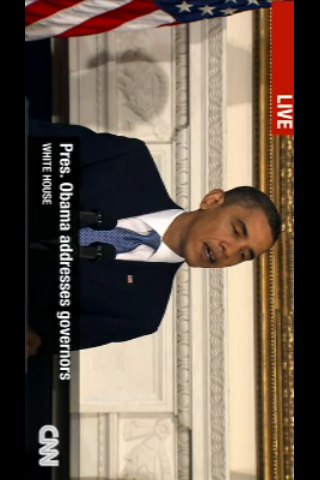 LIVE
Pres. Obama addresses governors
WHITE HOUSE
CNN